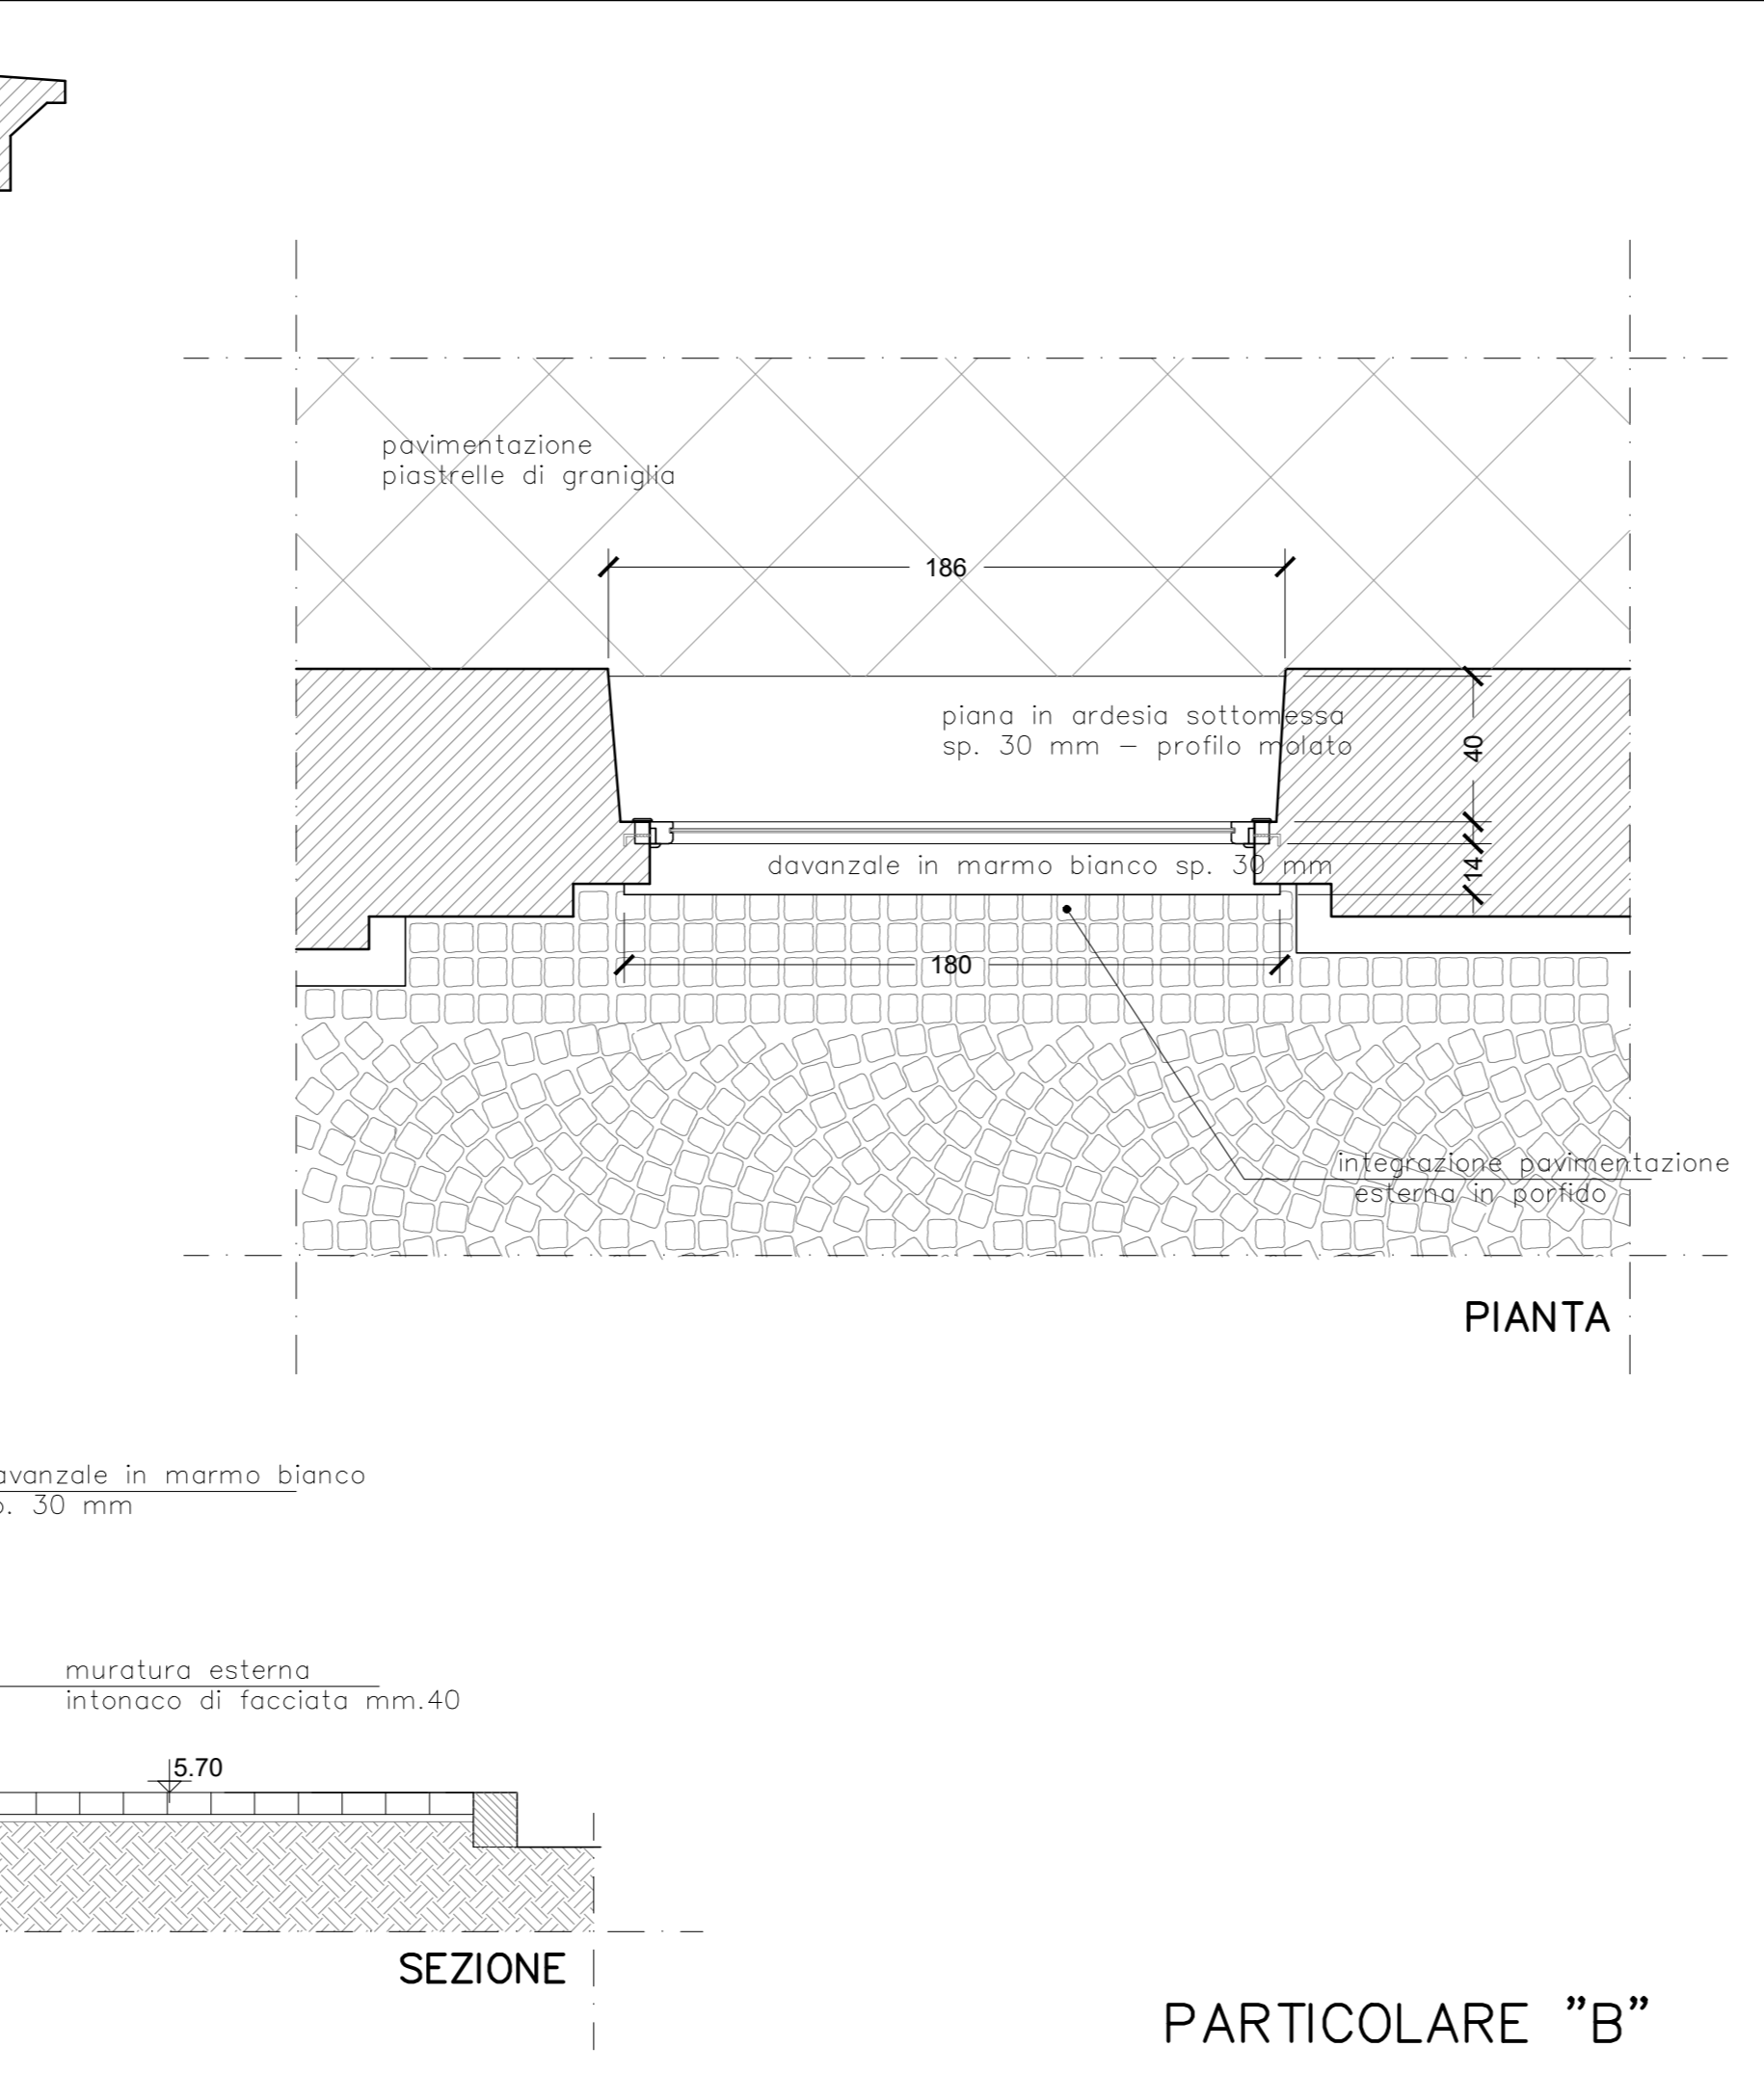 pavimentazione
piastrelle di graniglia
186
piana in ardesia sottomessa
sp. 30 mm – profilo molato
40
davanzale in marmo bianco sp. 30 mm
14
180
integrazione pavimentazione
esterna in porfido
PIANTA
avanzale in marmo bianco
. 30 mm
muratura esterna
intonaco di facciata mm.40
5.70
SEZIONE
PARTICOLARE "B"